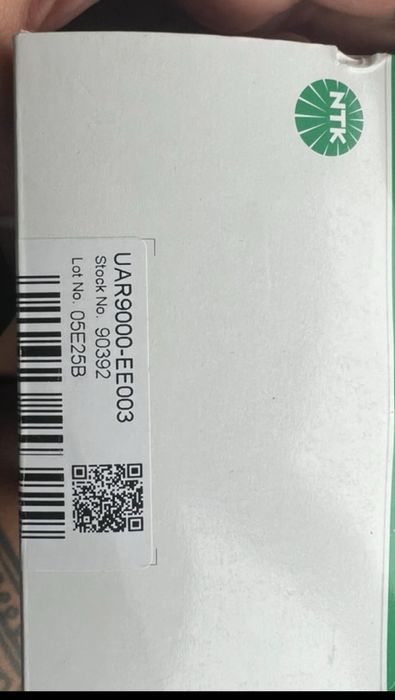 NTK
UAR9000-EE003
Stock No. 90392
Lot No. 05E25B